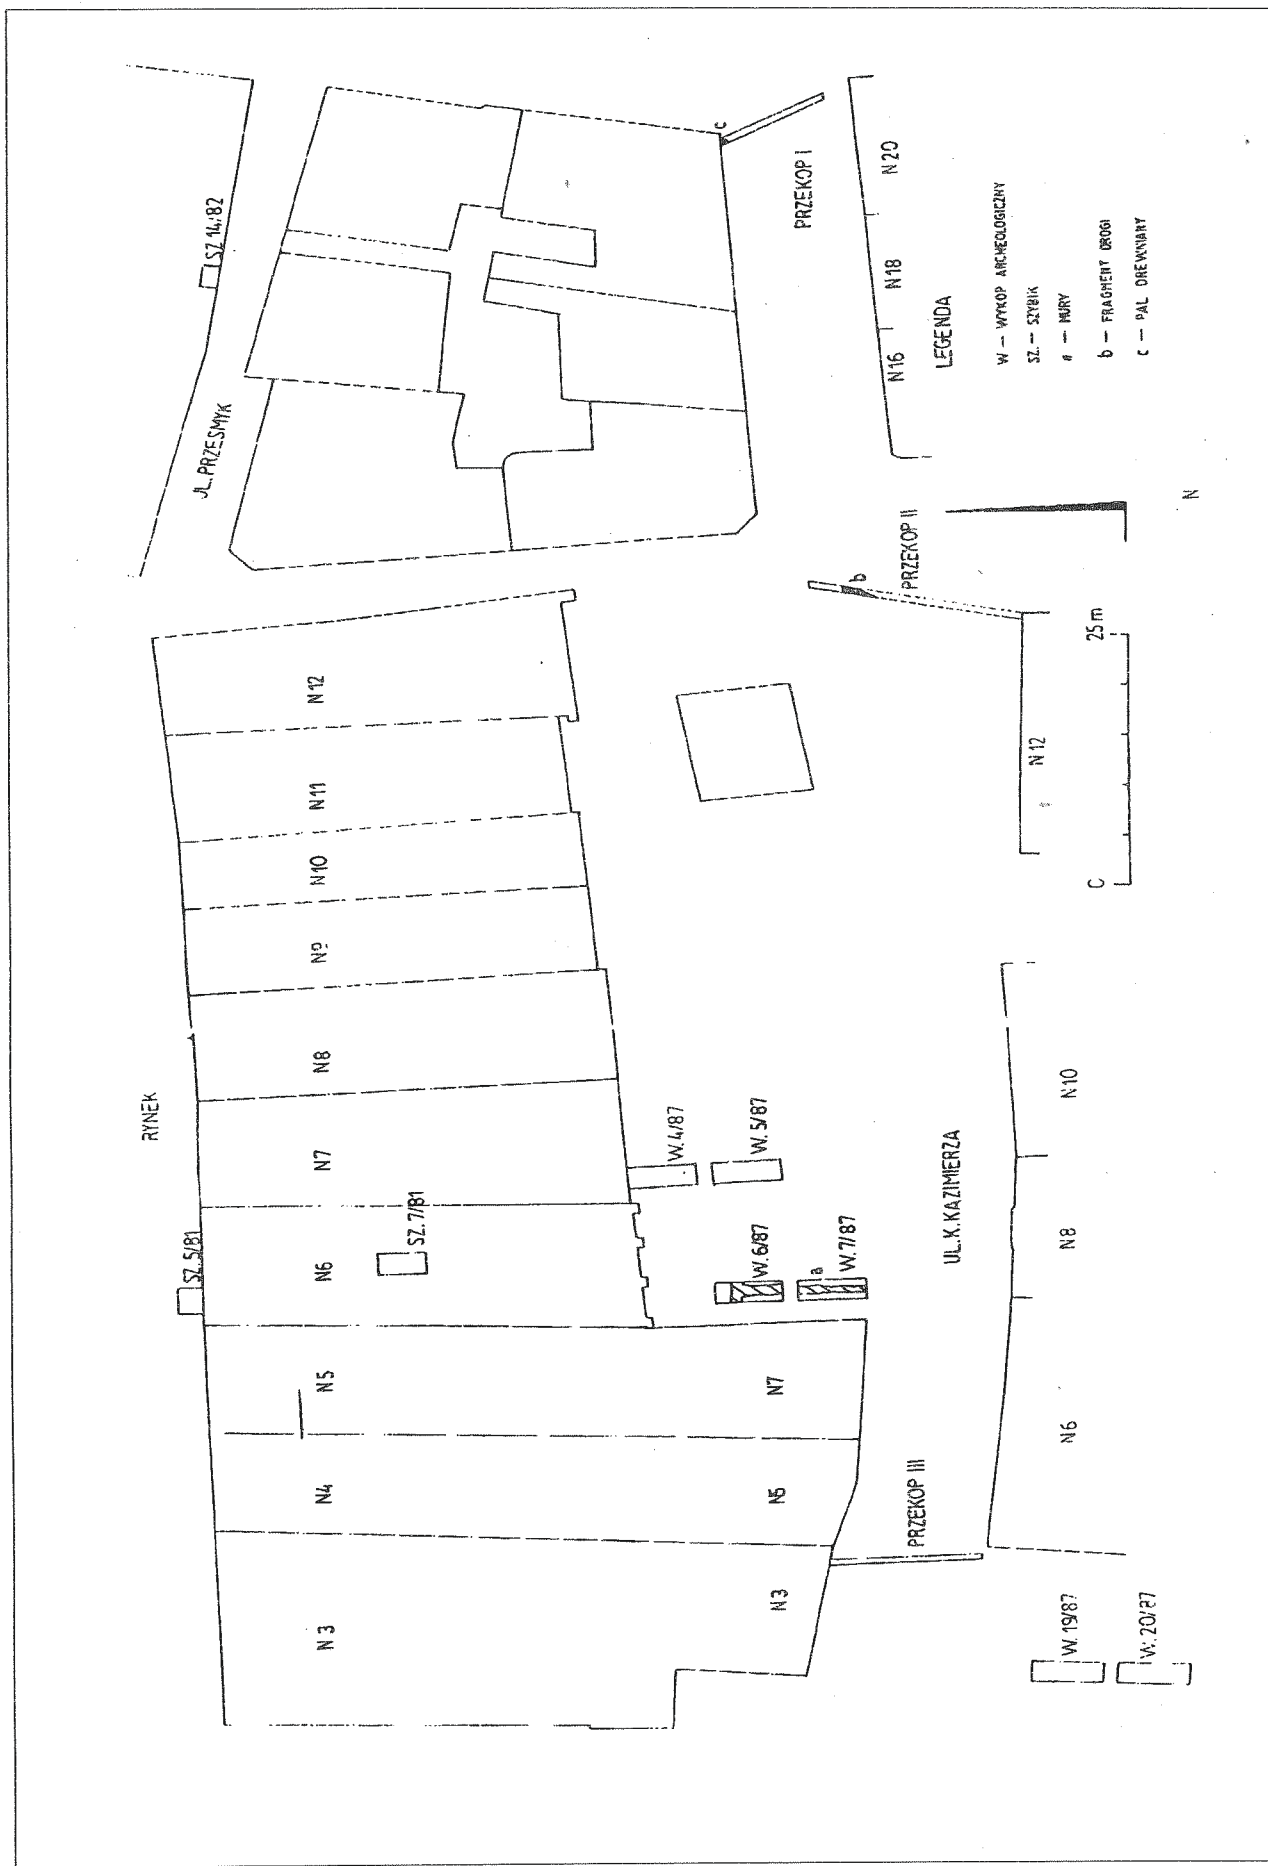 RYNEK
SZ. 5/81
SZ. 14/82
UL. PRZESMYK
N3
N4
N5
N6
N7
N8
N9
N10
N11
N12
SZ. 7/81
N3
N5
N7
W. 6/87
W. 4/87
a
W. 7/87
W. 5/87
c
PRZEKOP I
b
PRZEKOP II
PRZEKOP III
UL. K. KAZIMIERZA
N16
N18
N20
W. 19/87
W. 20/87
N6
N8
N10
N12
0
25 m
N
LEGENDA
W — WYKOP ARCHEOLOGICZNY
SZ. — SZYBIK
a — MURY
b — FRAGMENT DROGI
c — PAL DREWNIANY